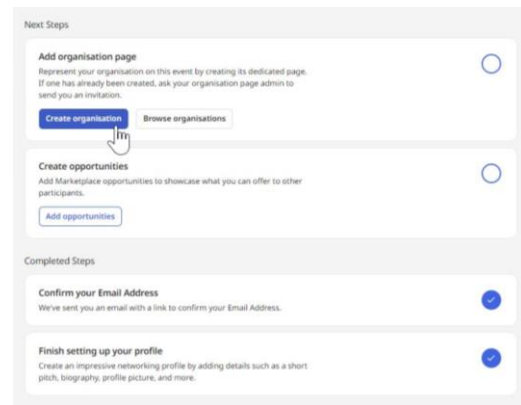 Next Steps
Add organisation page
Represent your organisation on this event by creating its dedicated page.
If one has already been created, ask your organisation page admin to
send you an invitation.
Create organisation
Browse organisations
Create opportunities
Add Marketplace opportunities to showcase what you can offer to other
participants.
Add opportunities
Completed Steps
Confirm your Email Address
We've sent you an email with a link to confirm your Email Address.
Finish setting up your profile
Create an impressive networking profile by adding details such as a short
pitch, biography, profile picture, and more.